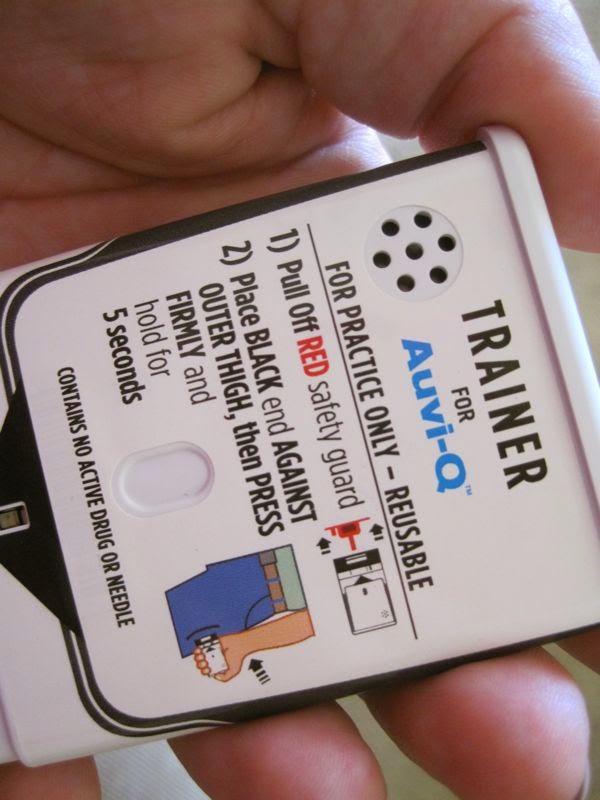 TRAINER
FOR
Auvi-Q™
FOR PRACTICE ONLY – REUSABLE
1) Pull Off RED safety guard
2) Place BLACK end AGAINST
OUTER THIGH, then PRESS
FIRMLY and
hold for
5 seconds
CONTAINS NO ACTIVE DRUG OR NEEDLE